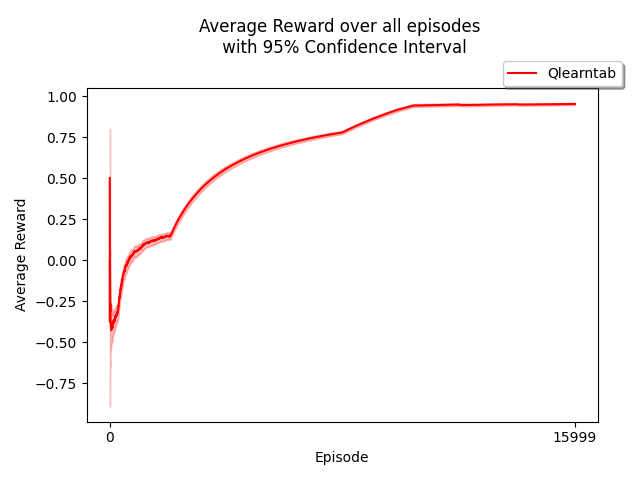 Average Reward over all episodes
with 95% Confidence Interval
Qlearntab
1.00
0.75
0.50
0.25
0.00
−0.25
−0.50
−0.75
Average Reward
0
15999
Episode